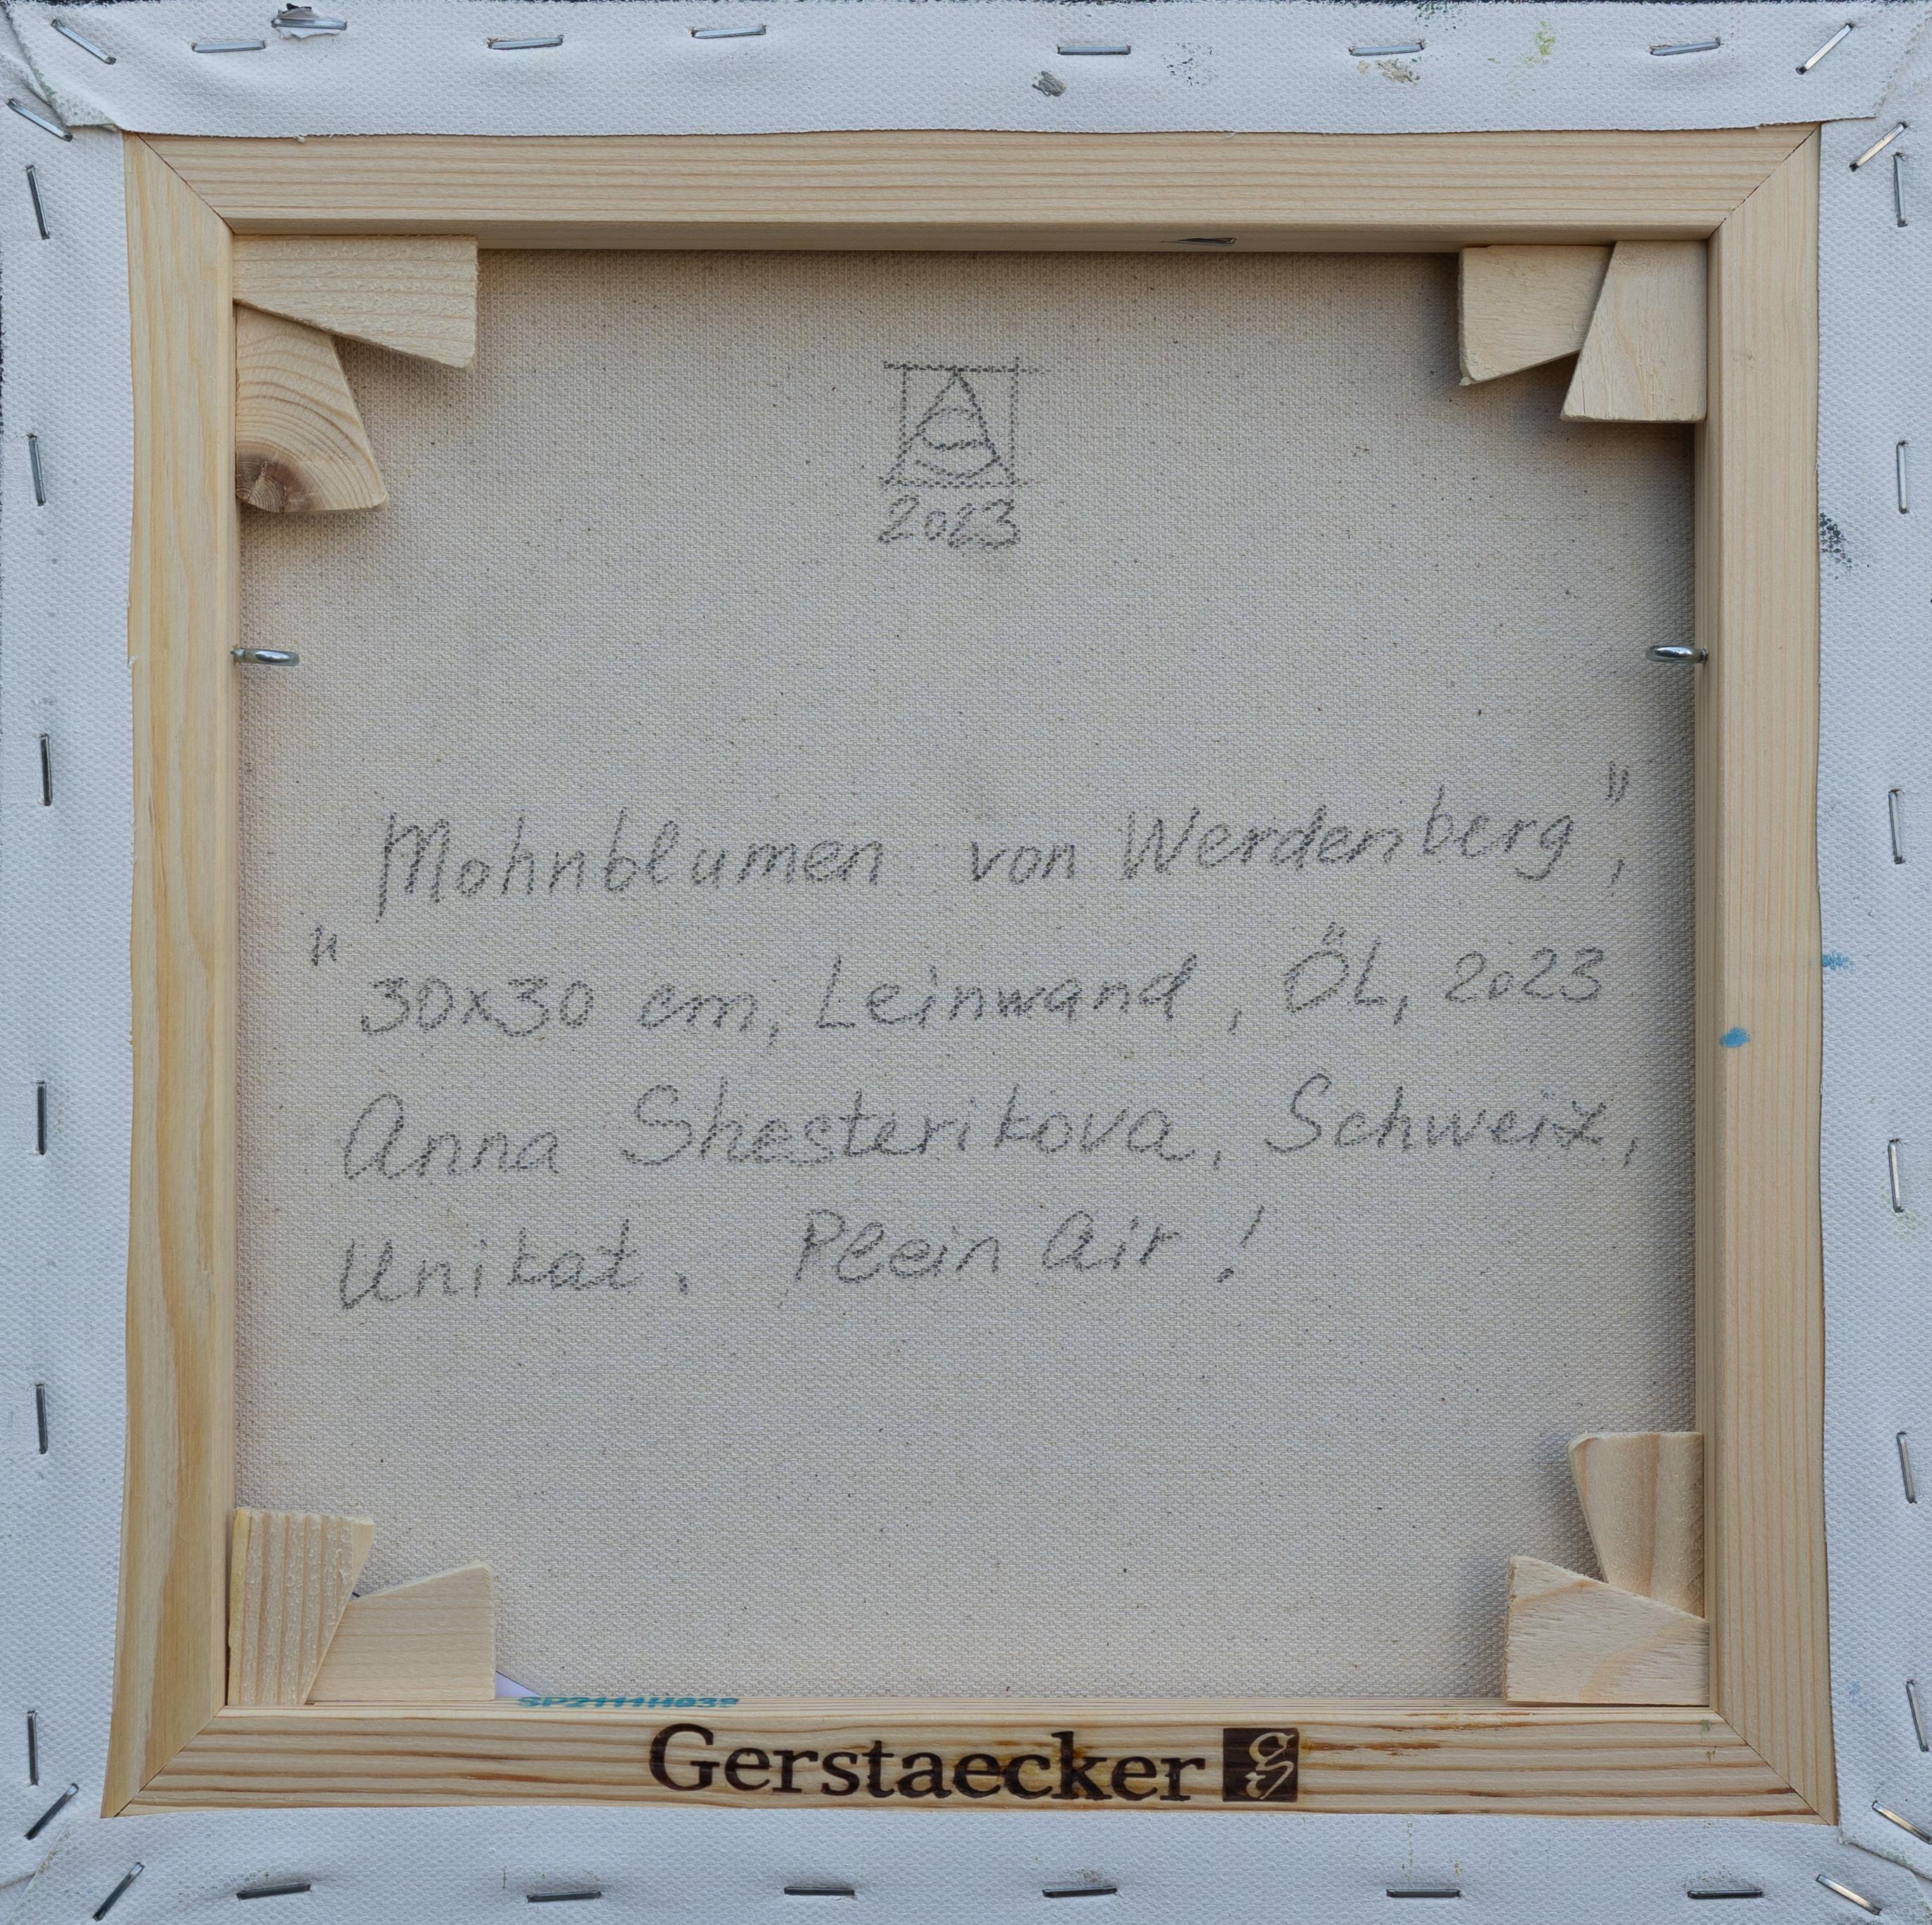 2023
Mohnblumen von Werdenberg",
" 30x30 cm, Leinwand, ÖL, 2023
Anna Shesterikova, Schweiz,
Unikat. Plein Air!
Gerstaecker